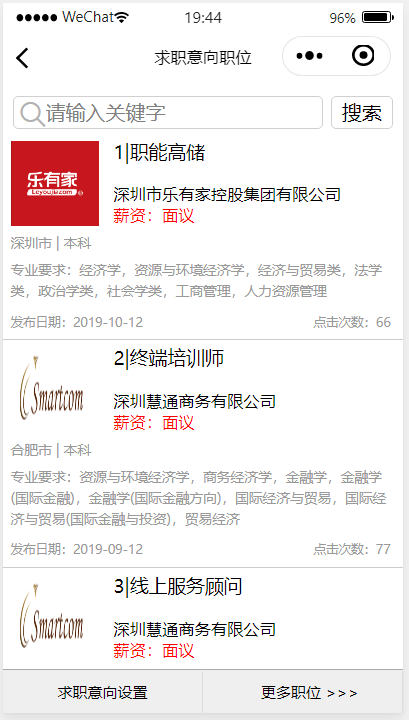 WeChat 19:44 96%
求职意向职位
请输入关键字 搜索
乐有家
Leyoujia.com
1|职能高储
深圳市乐有家控股集团有限公司
薪资：面议
深圳市 | 本科
专业要求：经济学，资源与环境经济学，经济与贸易类，法学
类，政治学类，社会学类，工商管理，人力资源管理
发布日期：2019-10-12 点击次数：66
Smartcom
2|终端培训师
深圳慧通商务有限公司
薪资：面议
合肥市 | 本科
专业要求：资源与环境经济学，商务经济学，金融学，金融学
(国际金融)，金融学(国际金融方向)，国际经济与贸易，国际经
济与贸易(国际金融与投资)，贸易经济
发布日期：2019-09-12 点击次数：77
Smartcom
3|线上服务顾问
深圳慧通商务有限公司
薪资：面议
求职意向设置 更多职位 >>>